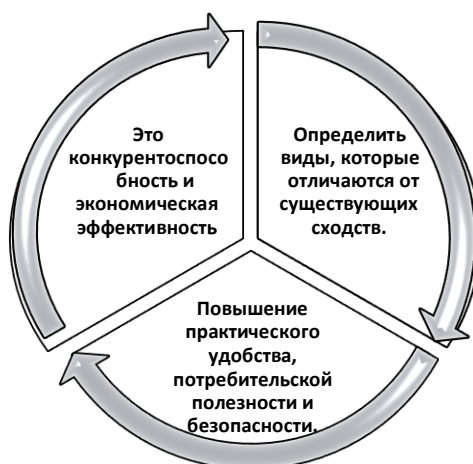 Это
конкурентоспосо
бность и
экономическая
эффективность
Определить
виды, которые
отличаются от
существующих
сходств.
Повышение
практического
удобства,
потребительской
полезности и
безопасности.